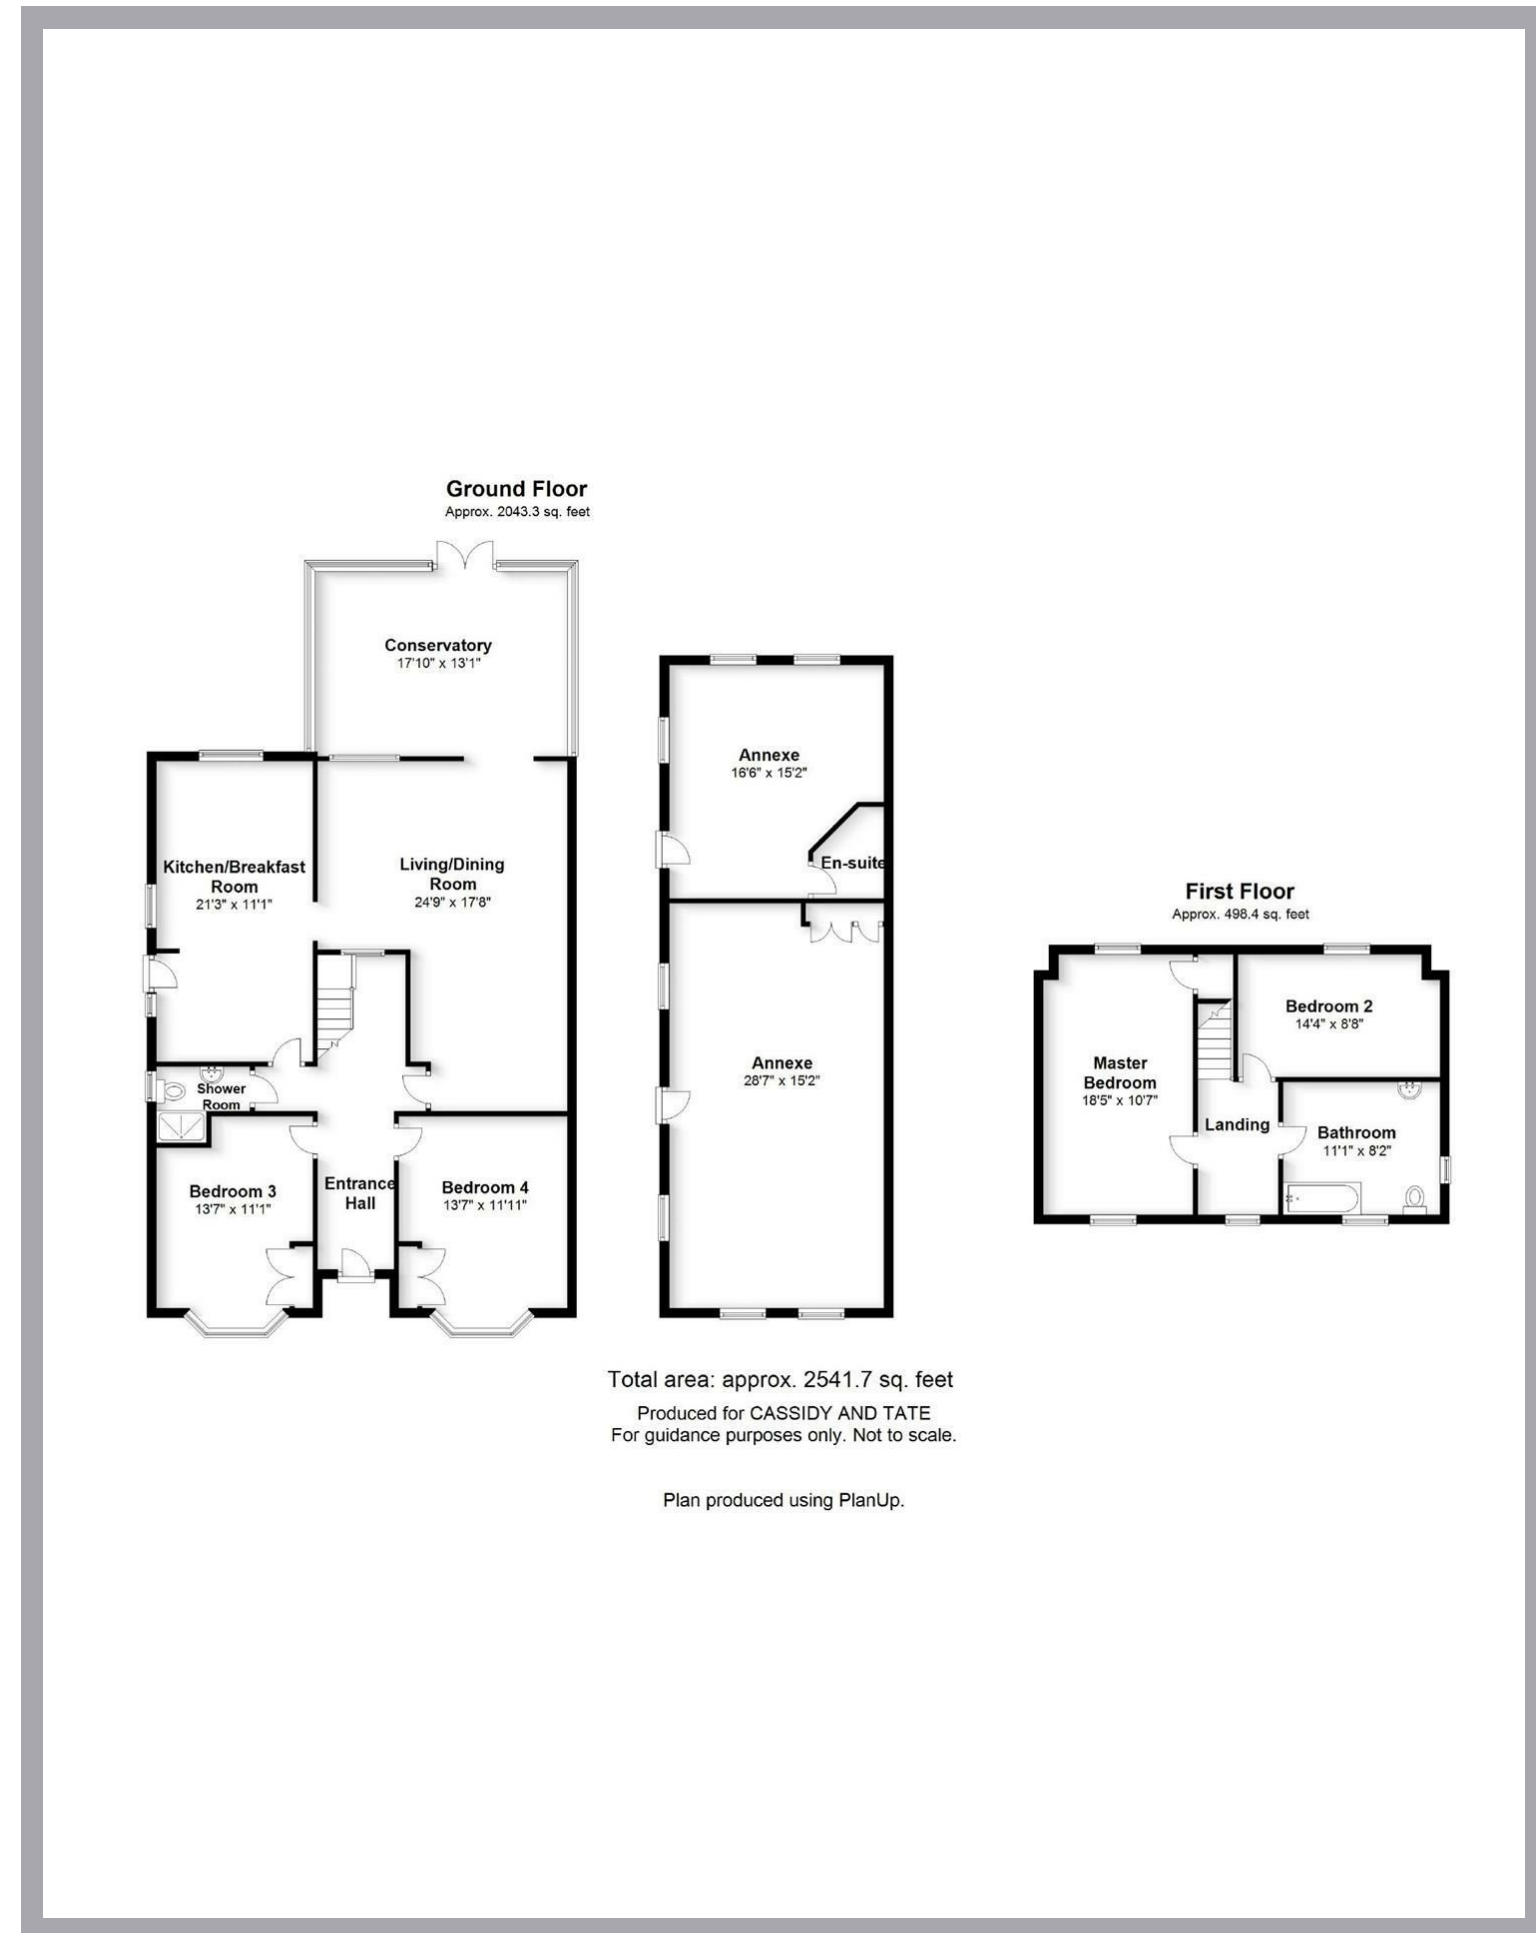 Ground Floor
Approx. 2043.3 sq. feet
Conservatory
17'10" x 13'1"
Kitchen/Breakfast
Room
21'3" x 11'1"
Living/Dining
Room
24'9" x 17'8"
Shower
Room
Bedroom 3
13'7" x 11'1"
Entrance
Hall
Bedroom 4
13'7" x 11'11"
Annexe
16'6" x 15'2"
En-suite
Annexe
28'7" x 15'2"
First Floor
Approx. 498.4 sq. feet
Master
Bedroom
18'5" x 10'7"
Bedroom 2
14'4" x 8'8"
Landing
Bathroom
11'1" x 8'2"
Total area: approx. 2541.7 sq. feet
Produced for CASSIDY AND TATE
For guidance purposes only. Not to scale.
Plan produced using PlanUp.